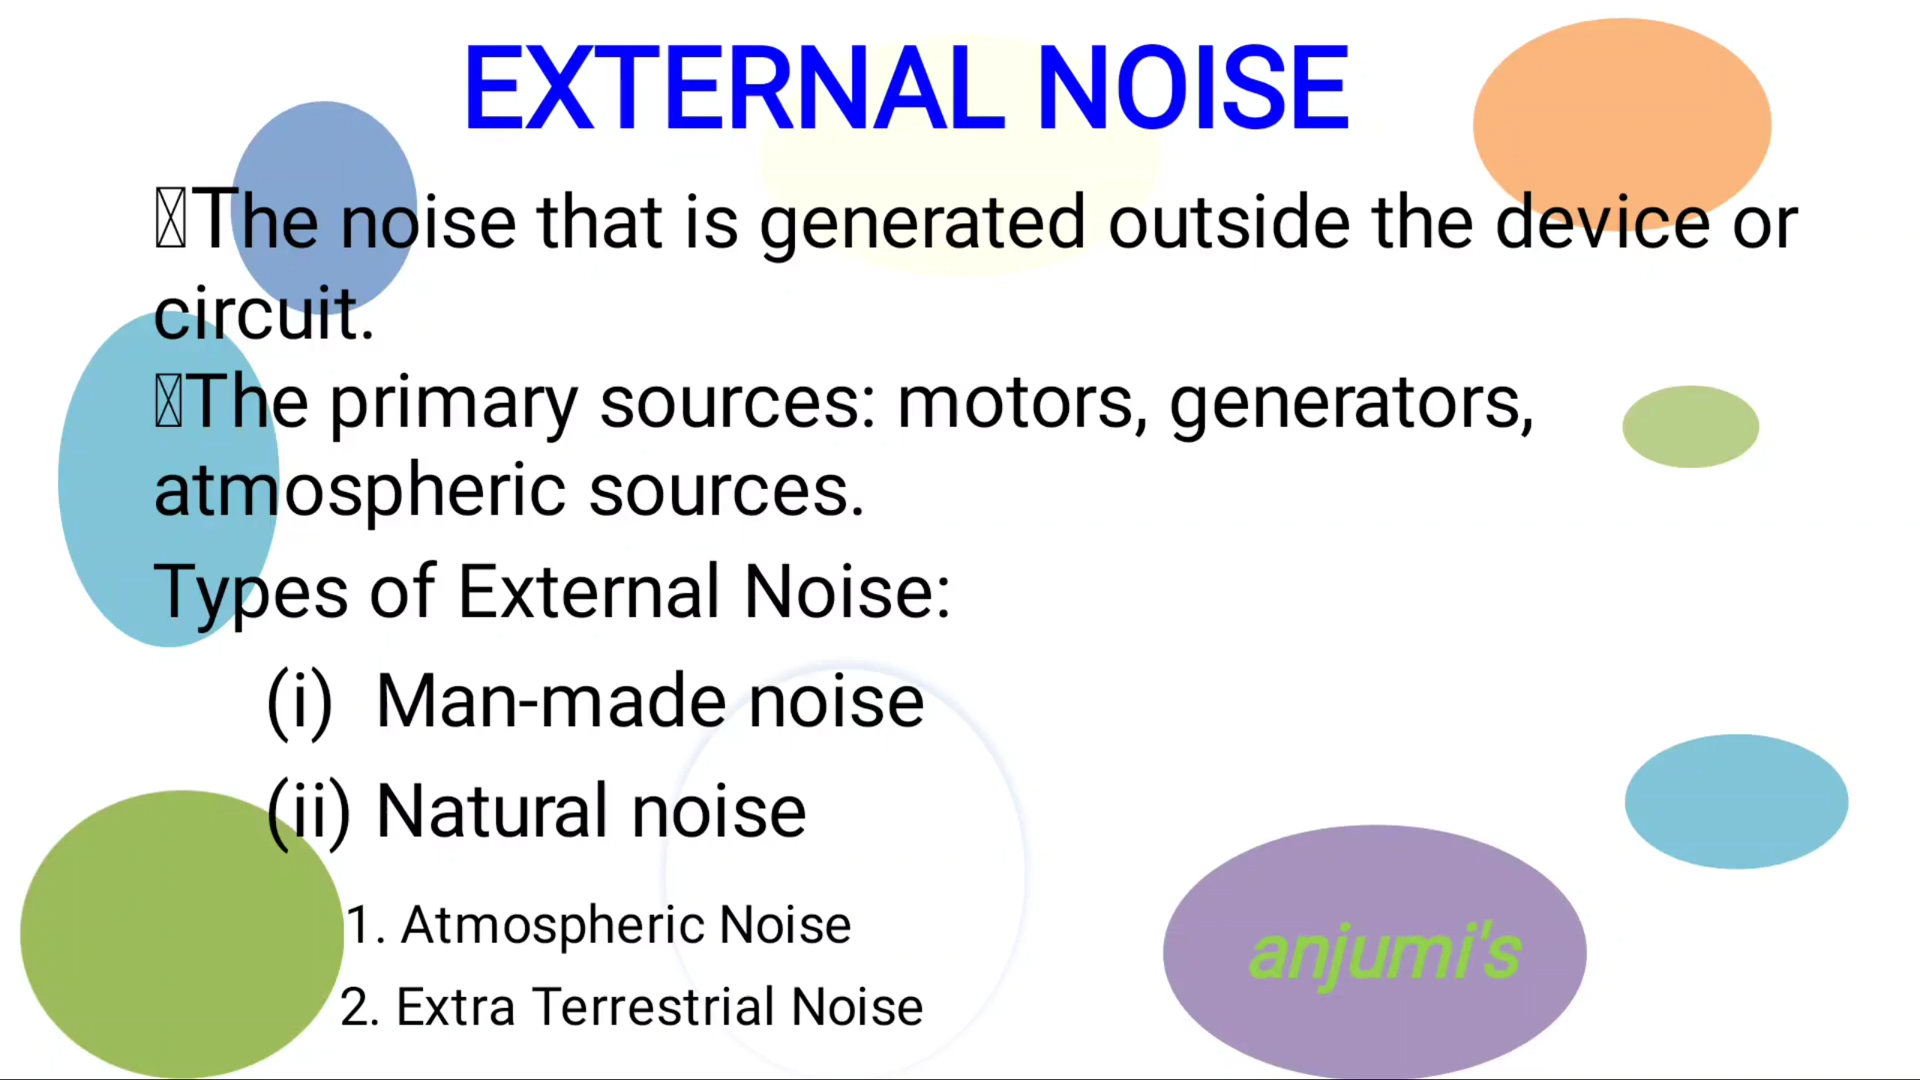 EXTERNAL NOISE
The noise that is generated outside the device or
circuit.
The primary sources: motors, generators,
atmospheric sources.
Types of External Noise:
(i) Man-made noise
(ii) Natural noise
1. Atmospheric Noise
2. Extra Terrestrial Noise
anjumi's